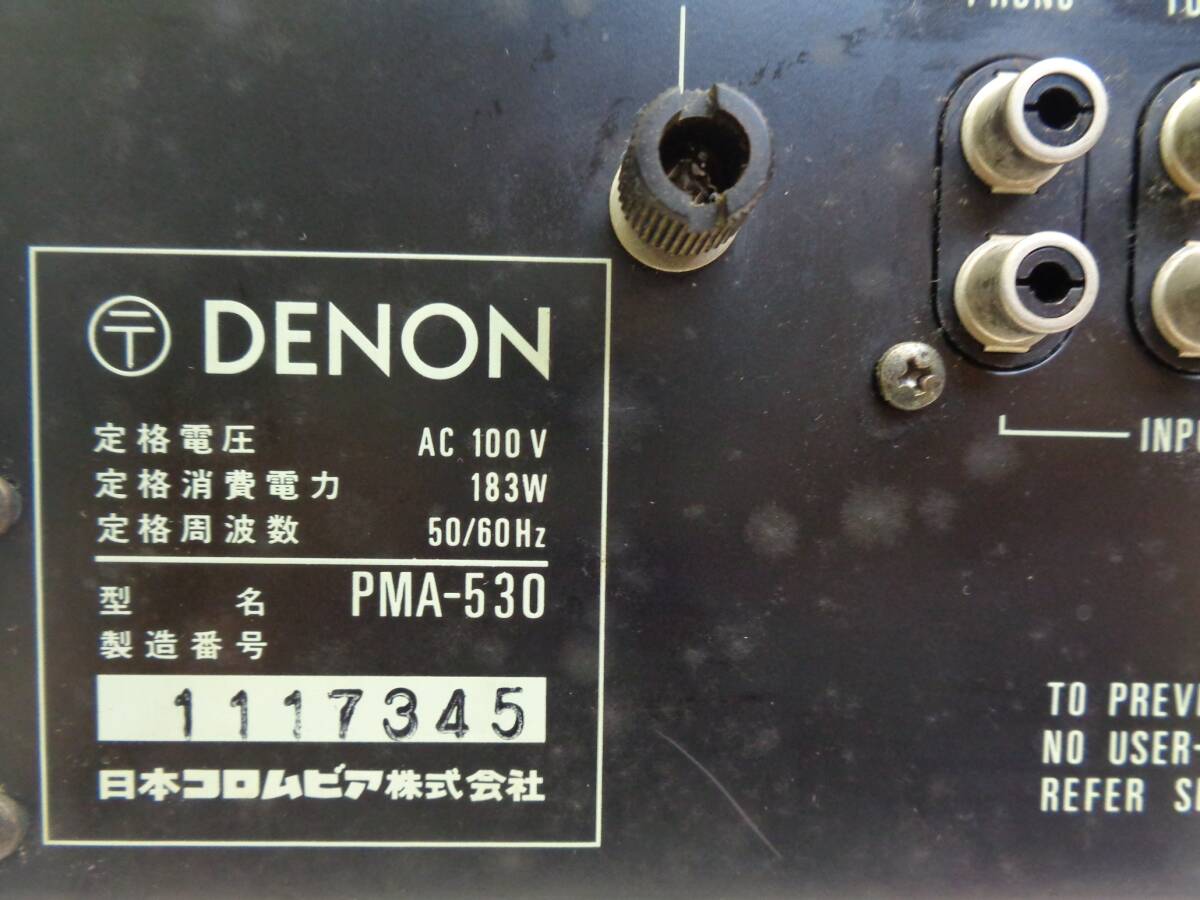 PHONO
DENON
定格電圧 AC 100 V
定格消費電力 183W
定格周波数 50/60Hz
型名 PMA-530
製造番号
1117345
日本コロムビア株式会社
INPU
TO PREV
NO USER-
REFER